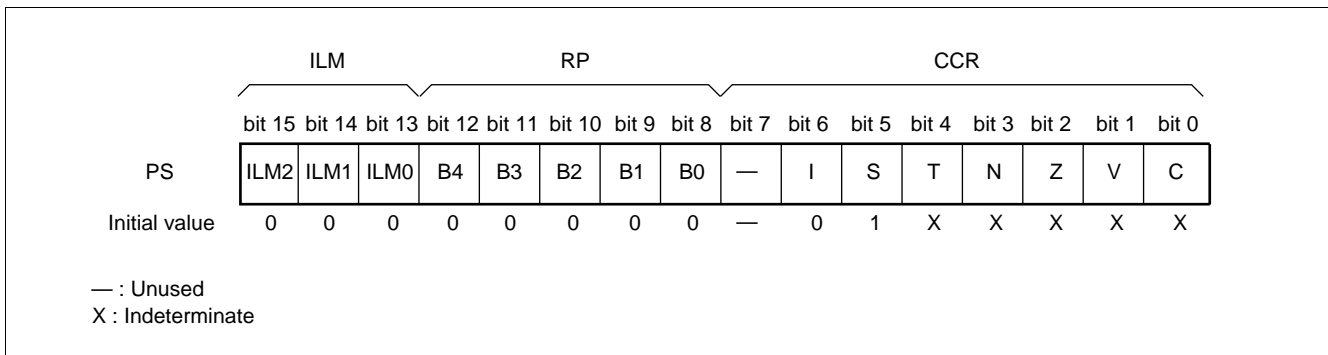 ILM RP CCR
bit 15 bit 14 bit 13 bit 12 bit 11 bit 10 bit 9 bit 8 bit 7 bit 6 bit 5 bit 4 bit 3 bit 2 bit 1 bit 0
PS ILM2 ILM1 ILM0 B4 B3 B2 B1 B0 — I S T N Z V C
Initial value 0 0 0 0 0 0 0 0 — 0 1 X X X X X
— : Unused
X : Indeterminate